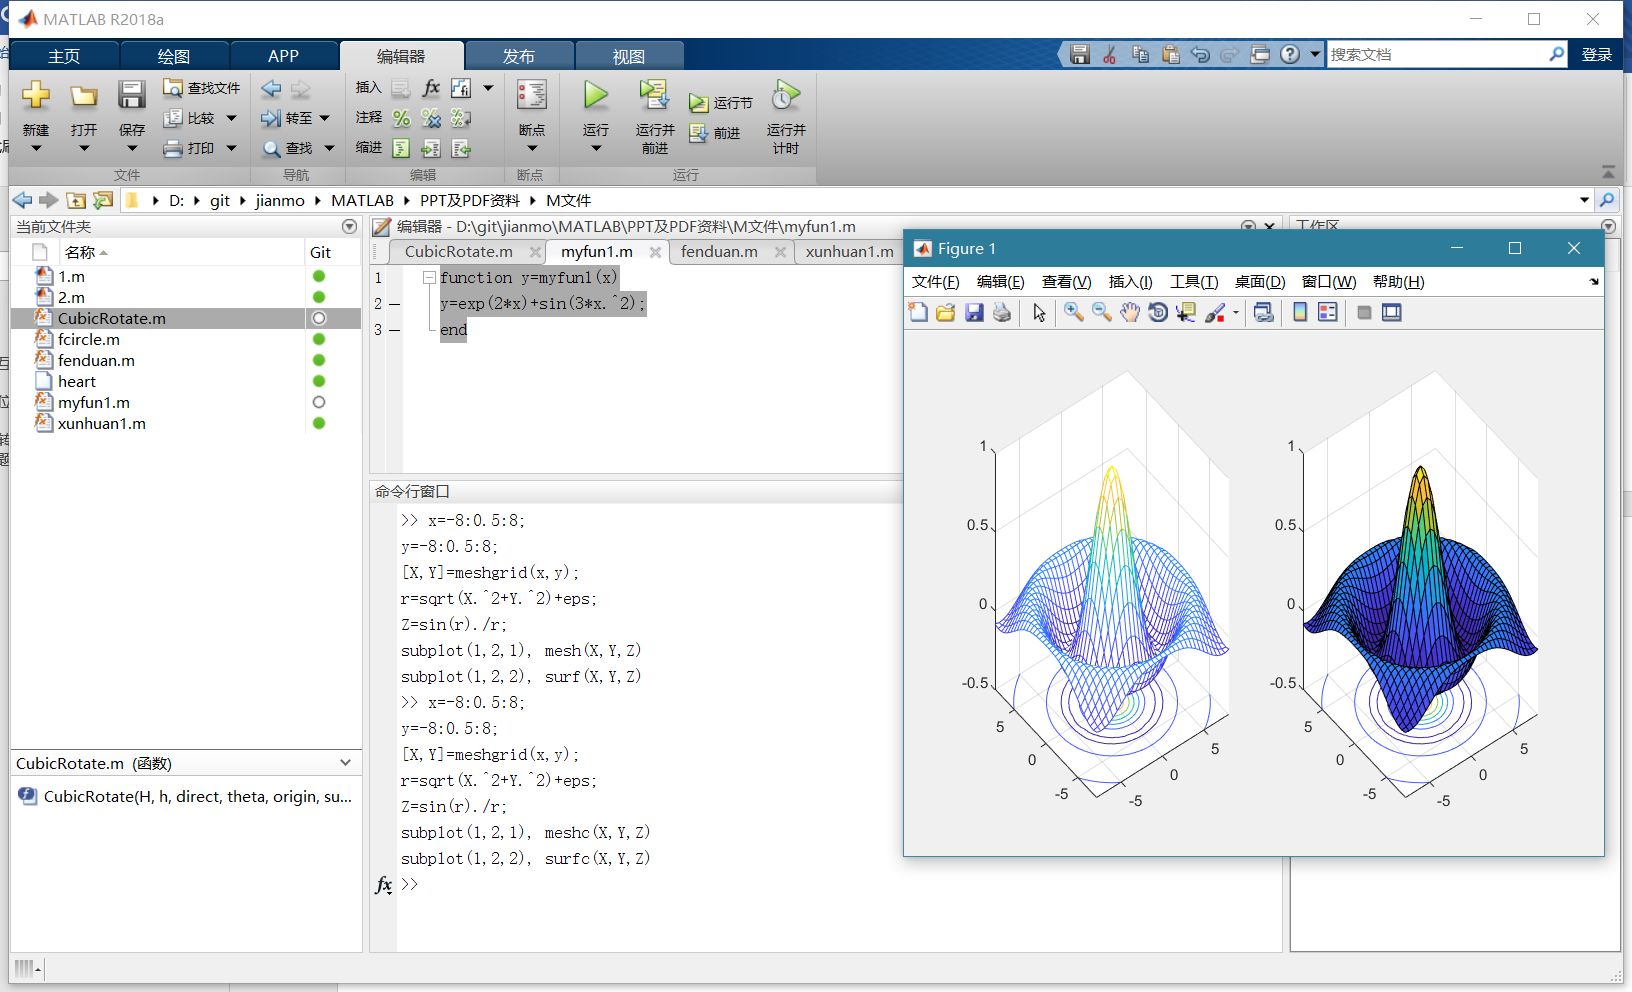 MATLAB R2018a
主页 绘图 APP 编辑器 发布 视图 搜索文档 登录
新建 打开 保存 查找文件 比较 打印
转至 查找
插入 fx
注释
缩进
断点
运行 运行并前进 运行节 前进 运行并计时
文件 导航 编辑 断点 运行
D: git jianmo MATLAB PPT及PDF资料 M文件
当前文件夹
名称 Git
1.m
2.m
CubicRotate.m
fcircle.m
fenduan.m
heart
myfun1.m
xunhuan1.m
CubicRotate.m (函数)
CubicRotate(H, h, direct, theta, origin, su...
编辑器 - D:\git\jianmo\MATLAB\PPT及PDF资料\M文件\myfun1.m
CubicRotate.m myfun1.m fenduan.m xunhuan1.m
1 function y=myfun1(x)
2 — y=exp(2*x)+sin(3*x.^2);
3 — end
命令行窗口
>> x=-8:0.5:8;
y=-8:0.5:8;
[X,Y]=meshgrid(x,y);
r=sqrt(X.^2+Y.^2)+eps;
Z=sin(r)./r;
subplot(1,2,1), mesh(X,Y,Z)
subplot(1,2,2), surf(X,Y,Z)
>> x=-8:0.5:8;
y=-8:0.5:8;
[X,Y]=meshgrid(x,y);
r=sqrt(X.^2+Y.^2)+eps;
Z=sin(r)./r;
subplot(1,2,1), meshc(X,Y,Z)
subplot(1,2,2), surfc(X,Y,Z)
fx >>
工作区
Figure 1
文件(F) 编辑(E) 查看(V) 插入(I) 工具(T) 桌面(D) 窗口(W) 帮助(H)
1
0.5
0
-0.5
5
0
-5
-5
0
5
1
0.5
0
-0.5
5
0
-5
-5
0
5